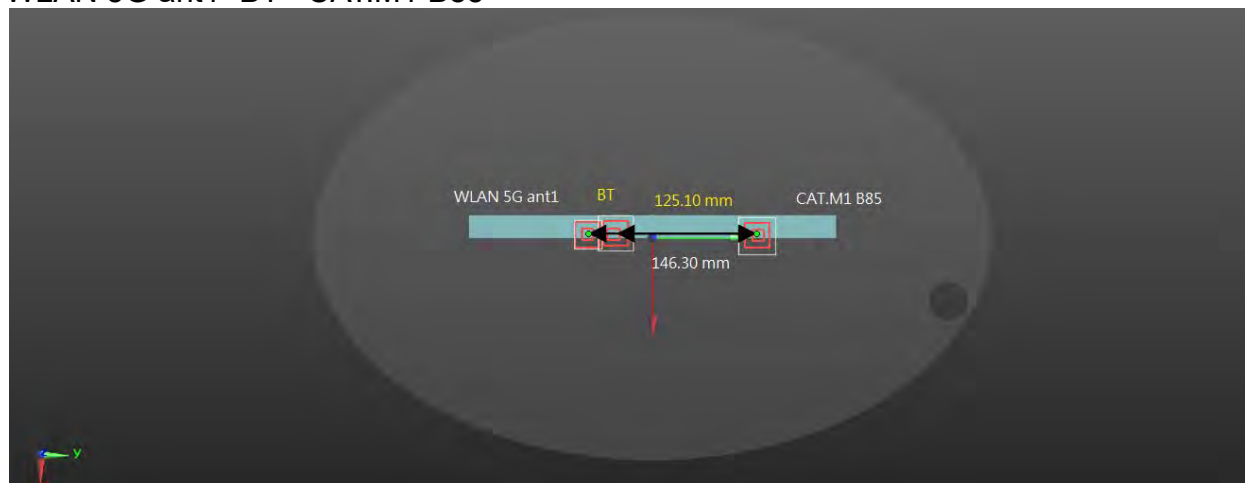 WLAN 5G ant1
BT
125.10 mm
CAT.M1 B85
146.30 mm
y